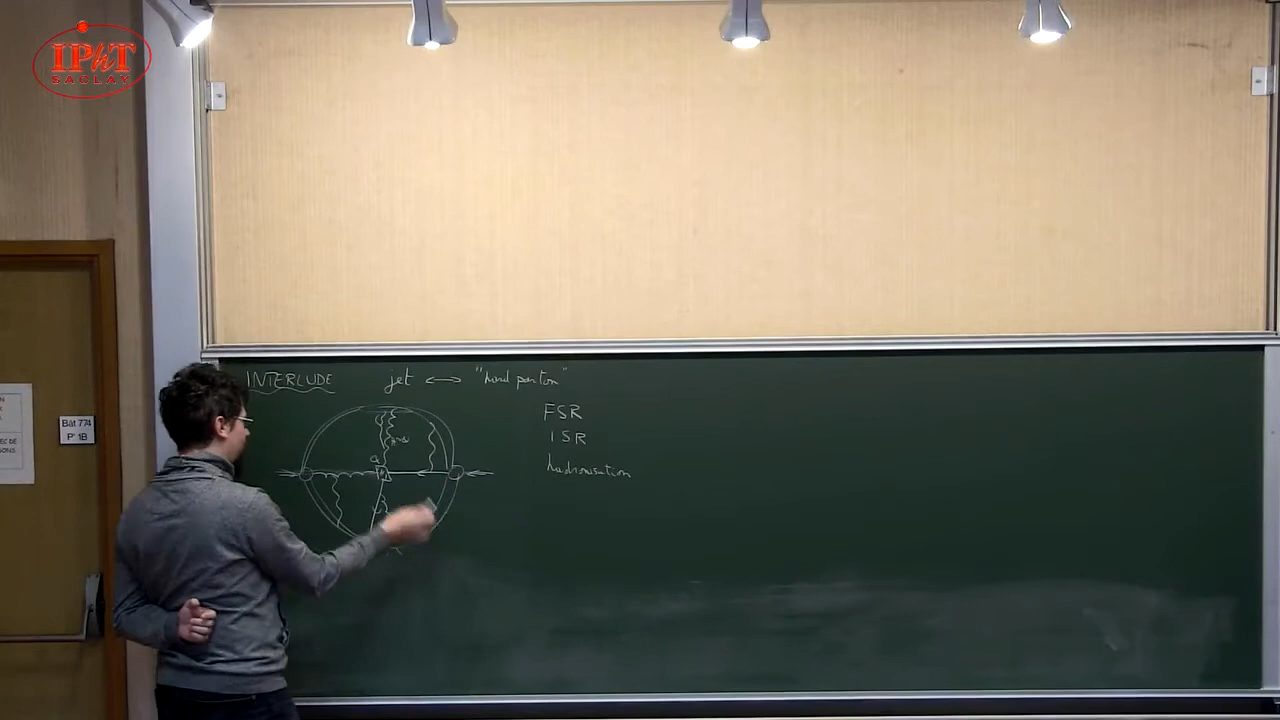 IPhT
SACLAY
INTERLUDE jet ⟷ "hard parton"
FSR
ISR
hadronisation
Bât 774
P 1B